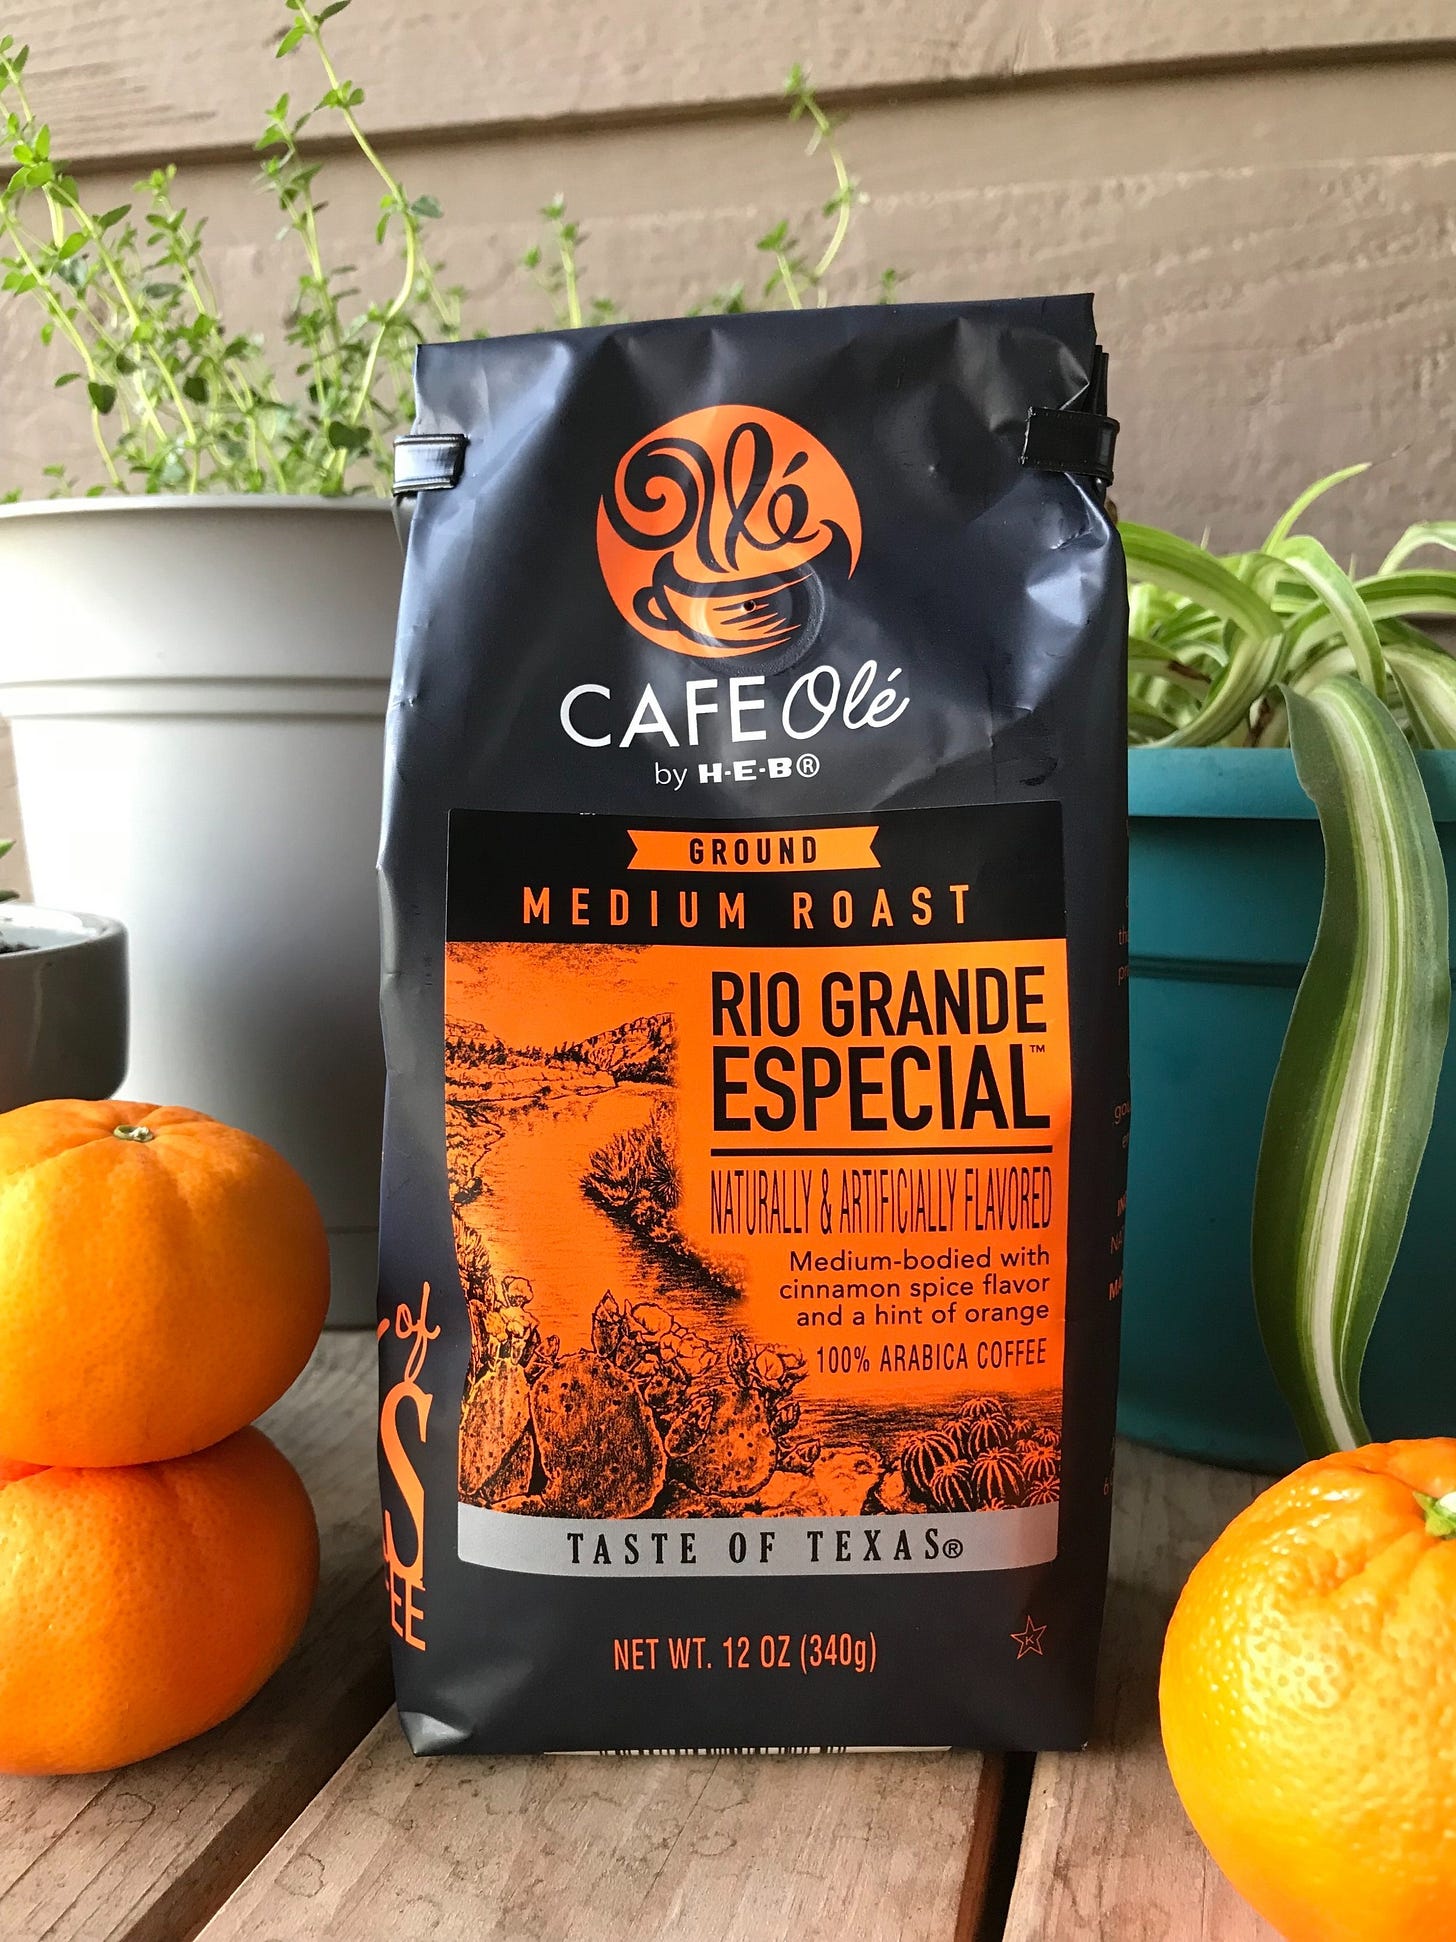 Olé
CAFE Olé
by H-E-B®
GROUND
MEDIUM ROAST
RIO GRANDE
ESPECIAL™
NATURALLY & ARTIFICIALLY FLAVORED
Medium-bodied with
cinnamon spice flavor
and a hint of orange
100% ARABICA COFFEE
TASTE OF TEXAS®
NET WT. 12 OZ (340g)
K
of